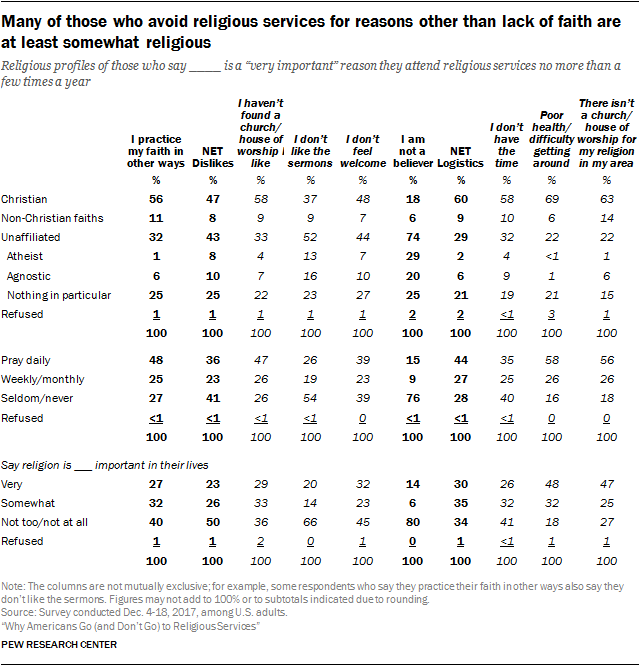 Many of those who avoid religious services for reasons other than lack of faith are
at least somewhat religious
Religious profiles of those who say _____ is a “very important” reason they attend religious services no more than a
few times a year
I practice my faith in other ways NET Dislikes I haven’t found a church/ house of worship I like I don’t like the sermons I don’t feel welcome I am not a believer NET Logistics I don’t have the time Poor health/ difficulty getting around There isn’t a church/ house of worship for my religion in my area
% % % % % % % % % %
Christian 56 47 58 37 48 18 60 58 69 63
Non-Christian faiths 11 8 9 9 7 6 9 10 6 14
Unaffiliated 32 43 33 52 44 74 29 32 22 22
Atheist 1 8 4 13 7 29 2 4 <1 1
Agnostic 6 10 7 16 10 20 6 9 1 6
Nothing in particular 25 25 22 23 27 25 21 19 21 15
Refused 1 1 1 1 1 2 2 <1 3 1
100 100 100 100 100 100 100 100 100 100
Pray daily 48 36 47 26 39 15 44 35 58 56
Weekly/monthly 25 23 26 19 23 9 27 25 26 26
Seldom/never 27 41 26 54 39 76 28 40 16 18
Refused <1 <1 <1 <1 0 <1 <1 <1 0 0
100 100 100 100 100 100 100 100 100 100
Say religion is ___ important in their lives
Very 27 23 29 20 32 14 30 26 48 47
Somewhat 32 26 33 14 23 6 35 32 32 25
Not too/not at all 40 50 36 66 45 80 34 41 18 27
Refused 1 1 2 0 1 0 1 <1 1 1
100 100 100 100 100 100 100 100 100 100
Note: The columns are not mutually exclusive; for example, some respondents who say they practice their faith in other ways also say they
don’t like the sermons. Figures may not add to 100% or to subtotals indicated due to rounding.
Source: Survey conducted Dec. 4-18, 2017, among U.S. adults.
“Why Americans Go (and Don’t Go) to Religious Services”
PEW RESEARCH CENTER